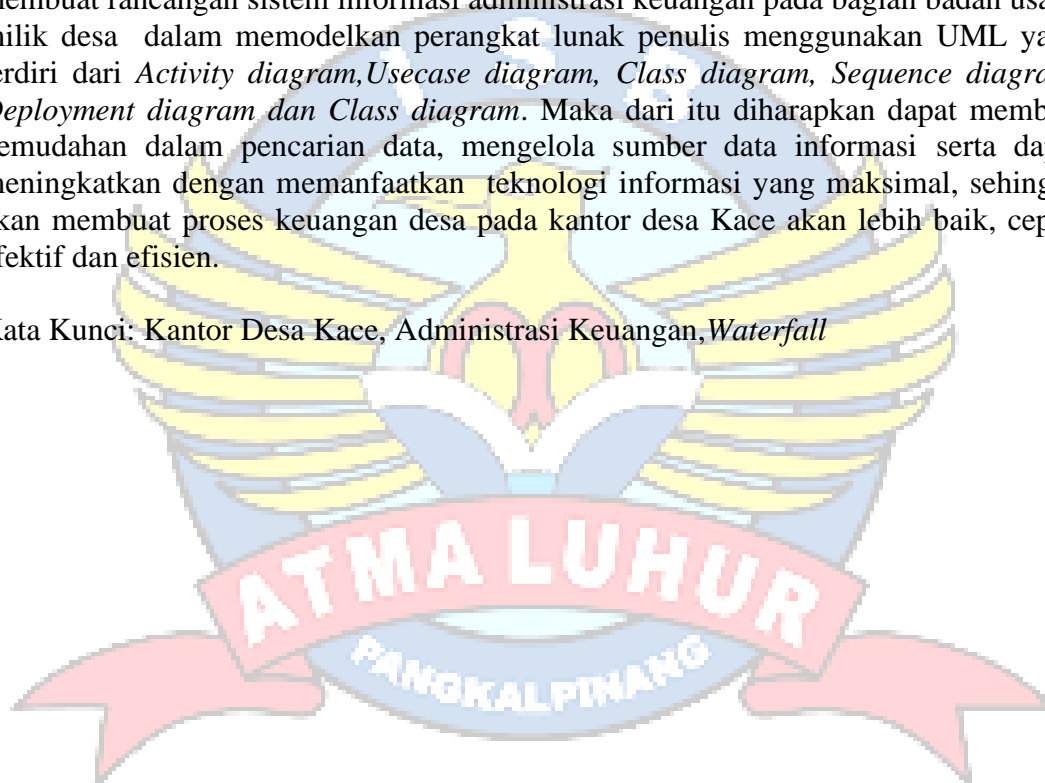 membuat rancangan sistem informasi administrasi keuangan pada bagian badan usa
milik desa dalam memodelkan perangkat lunak penulis menggunakan UML ya
erdiri dari Activity diagram,Usecase diagram, Class diagram, Sequence diagra
Deployment diagram dan Class diagram. Maka dari itu diharapkan dapat memb
kemudahan dalam pencarian data, mengelola sumber data informasi serta dap
meningkatkan dengan memanfaatkan teknologi informasi yang maksimal, sehing
akan membuat proses keuangan desa pada kantor desa Kace akan lebih baik, cep
efektif dan efisien.
Kata Kunci: Kantor Desa Kace, Administrasi Keuangan,Waterfall
I S B
ATMA LUHUR
PANGKALPINANG